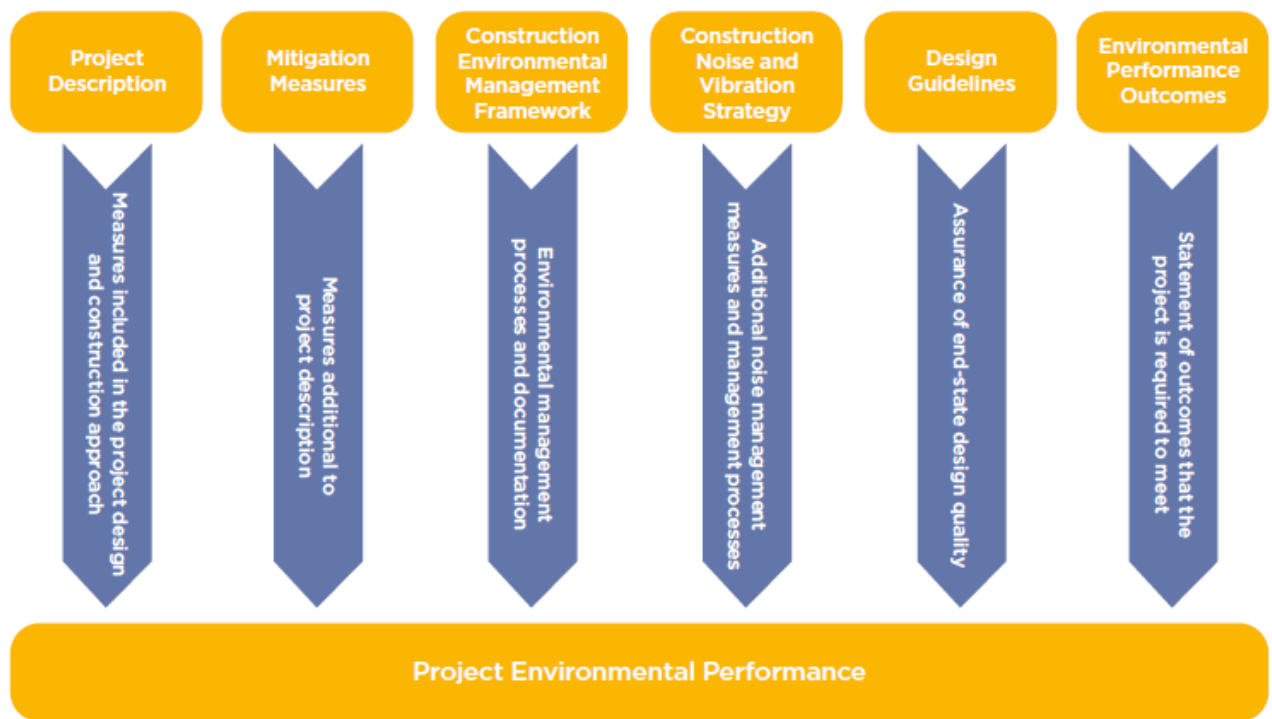 Project
Description
Mitigation
Measures
Construction
Environmental
Management
Framework
Construction
Noise and
Vibration
Strategy
Design
Guidelines
Environmental
Performance
Outcomes
Measures included in the project design
and construction approach
Measures additional to
project description
Environmental management
processes and documentation
Additional noise management
measures and management processes
Assurance of end-state design quality
Statement of outcomes that the
project is required to meet
Project Environmental Performance